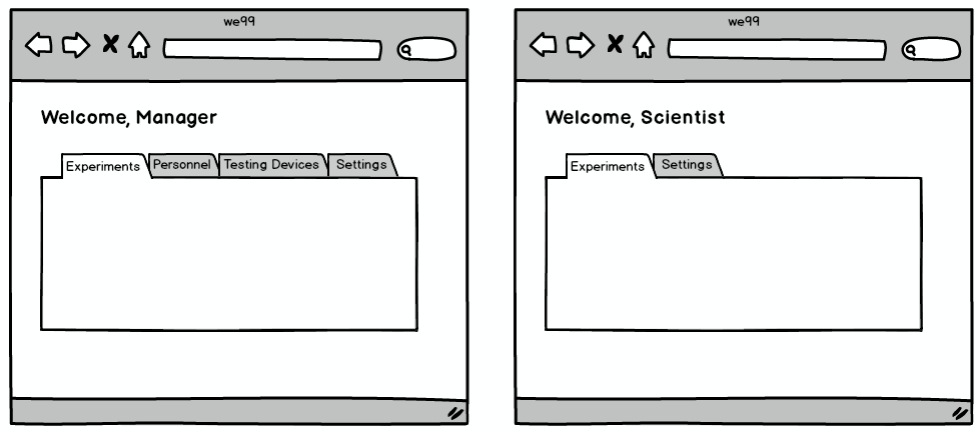 we99
Welcome, Manager
Experiments Personnel Testing Devices Settings
we99
Welcome, Scientist
Experiments Settings